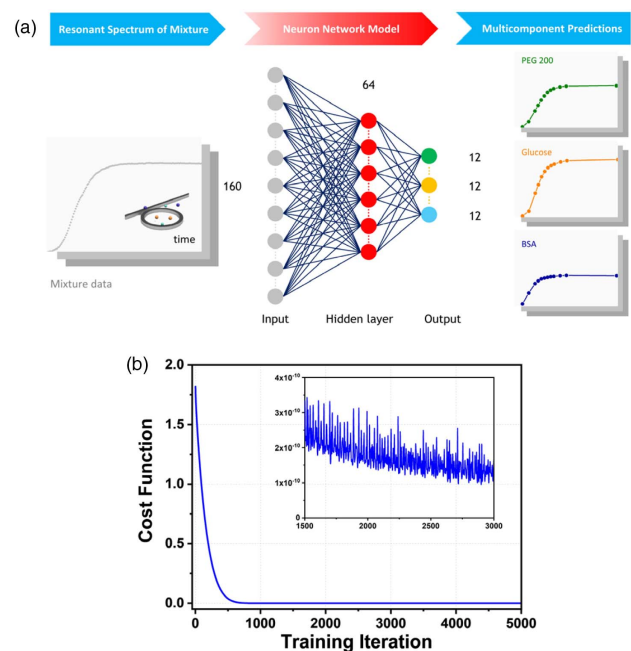 (a)
Resonant Spectrum of Mixture
Neuron Network Model
Multicomponent Predictions
PEG 200
64
12
160
12
12
time
Glucose
Mixture data
BSA
Input
Hidden layer
Output
(b)
2.0
1.5
1.0
0.5
0.0
Cost Function
4x10⁻¹⁰
3x10⁻¹⁰
2x10⁻¹⁰
1x10⁻¹⁰
0
1500
2000
2500
3000
0
1000
2000
3000
4000
5000
Training Iteration